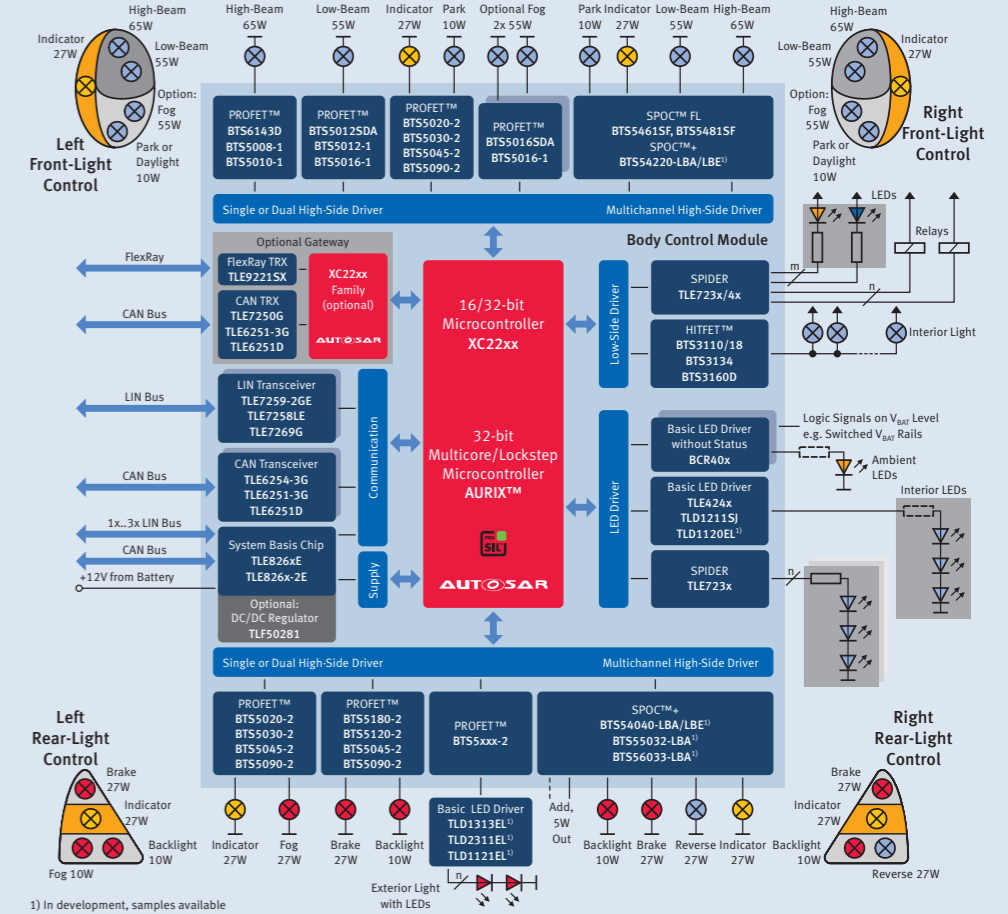 High-Beam
65W
Indicator
27W
Low-Beam
55W
Option:
Fog
55W
Park or
Daylight
10W
Left
Front-Light
Control
High-Beam
65W
Low-Beam
55W
Indicator
27W
Park
10W
Optional Fog
2x 55W
Park
10W
Indicator
27W
Low-Beam
55W
High-Beam
65W
High-Beam
65W
Low-Beam
55W
Indicator
27W
Option:
Fog
55W
Park or
Daylight
10W
Right
Front-Light
Control
PROFET™
BTS6143D
BTS5008-1
BTS5010-1
PROFET™
BTS5012SDA
BTS5012-1
BTS5016-1
PROFET™
BTS5020-2
BTS5030-2
BTS5045-2
BTS5090-2
PROFET™
BTS5016SDA
BTS5016-1
SPOC™ FL
BTS5461SF, BTS5481SF
SPOC™+
BTS54220-LBA/LBE1)
Single or Dual High-Side Driver
Multichannel High-Side Driver
Body Control Module
FlexRay
CAN Bus
LIN Bus
CAN Bus
1x..3x LIN Bus
CAN Bus
+12V from Battery
Optional Gateway
FlexRay TRX
TLE9221SX
CAN TRX
TLE7250G
TLE6251-3G
TLE6251D
XC22xx
Family
(optional)
AUTOSAR
LIN Transceiver
TLE7259-2GE
TLE7258LE
TLE7269G
CAN Transceiver
TLE6254-3G
TLE6251-3G
TLE6251D
System Basis Chip
TLE826xE
TLE826x-2E
Optional:
DC/DC Regulator
TLF50281
Communication
Supply
16/32-bit
Microcontroller
XC22xx
32-bit
Multicore/Lockstep
Microcontroller
AURIX™
PRO
SIL
AUTOSAR
Low-Side Driver
LED Driver
SPIDER
TLE723x/4x
HITFET™
BTS3110/18
BTS3134
BTS3160D
Basic LED Driver
without Status
BCR40x
Basic LED Driver
TLE424x
TLD1211SJ
TLD1120EL1)
SPIDER
TLE723x
LEDs
Relays
m
n
Interior Light
Logic Signals on VBAT Level
e.g. Switched VBAT Rails
Ambient
LEDs
Interior LEDs
n
Single or Dual High-Side Driver
Multichannel High-Side Driver
PROFET™
BTS5020-2
BTS5030-2
BTS5045-2
BTS5090-2
PROFET™
BTS5180-2
BTS5120-2
BTS5045-2
BTS5090-2
PROFET™
BTS5xxx-2
SPOC™+
BTS54040-LBA/LBE1)
BTS55032-LBA1)
BTS56033-LBA1)
Left
Rear-Light
Control
Brake
27W
Indicator
27W
Backlight
10W
Fog 10W
Indicator
27W
Fog
27W
Brake
27W
Backlight
10W
Basic LED Driver
TLD1313EL1)
TLD2311EL1)
TLD1121EL1)
n
Exterior Light
with LEDs
Add,
5W
Out
Backlight
10W
Brake
27W
Reverse
27W
Indicator
27W
Right
Rear-Light
Control
Brake
27W
Indicator
27W
Backlight
10W
Reverse 27W
1) In development, samples available